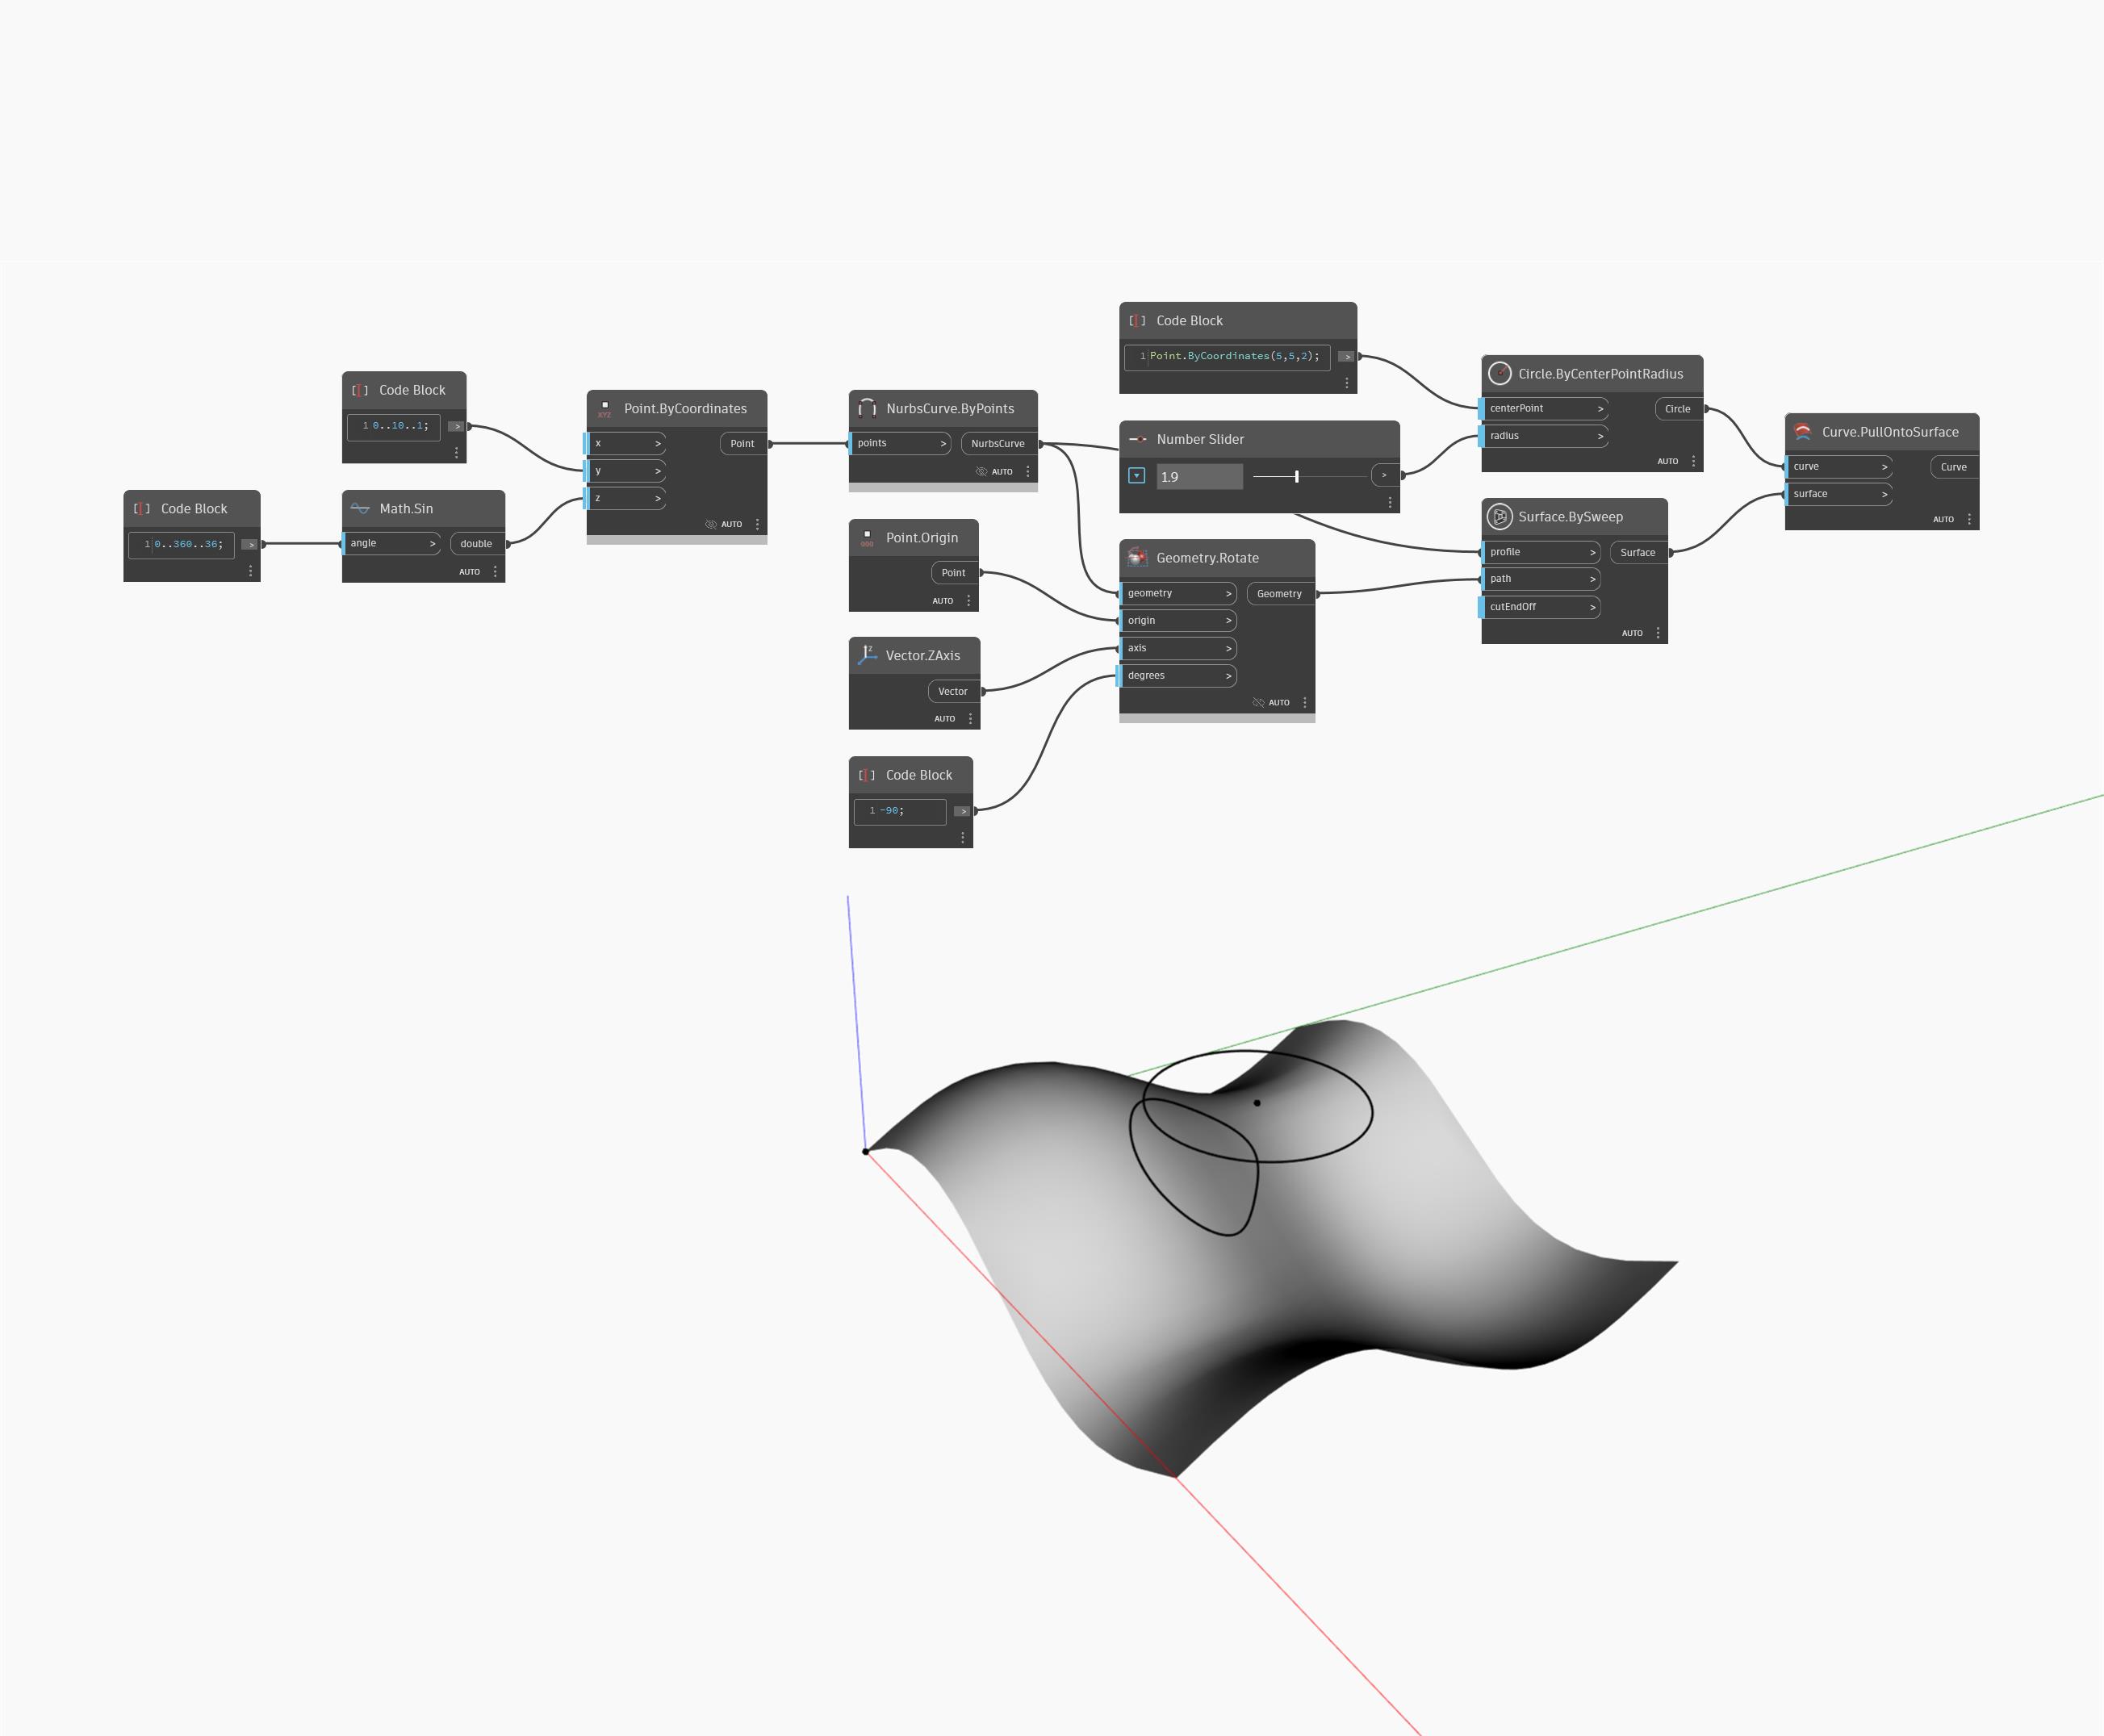 Code Block
1 0..10..1; >
Code Block
1 0..360..36; >
Math.Sin
angle > double
AUTO
Point.ByCoordinates
XYZ
x > Point
y >
z >
AUTO
NurbsCurve.ByPoints
points > NurbsCurve
AUTO
Point.Origin
000
Point
AUTO
Vector.ZAxis
z
Vector
AUTO
Code Block
1 -90; >
Code Block
1 Point.ByCoordinates(5,5,2); >
Number Slider
1.9 >
Geometry.Rotate
geometry > Geometry
origin >
axis >
degrees >
AUTO
Circle.ByCenterPointRadius
centerPoint > Circle
radius >
AUTO
Surface.BySweep
profile > Surface
path >
cutEndOff >
AUTO
Curve.PullOntoSurface
curve > Curve
surface >
AUTO